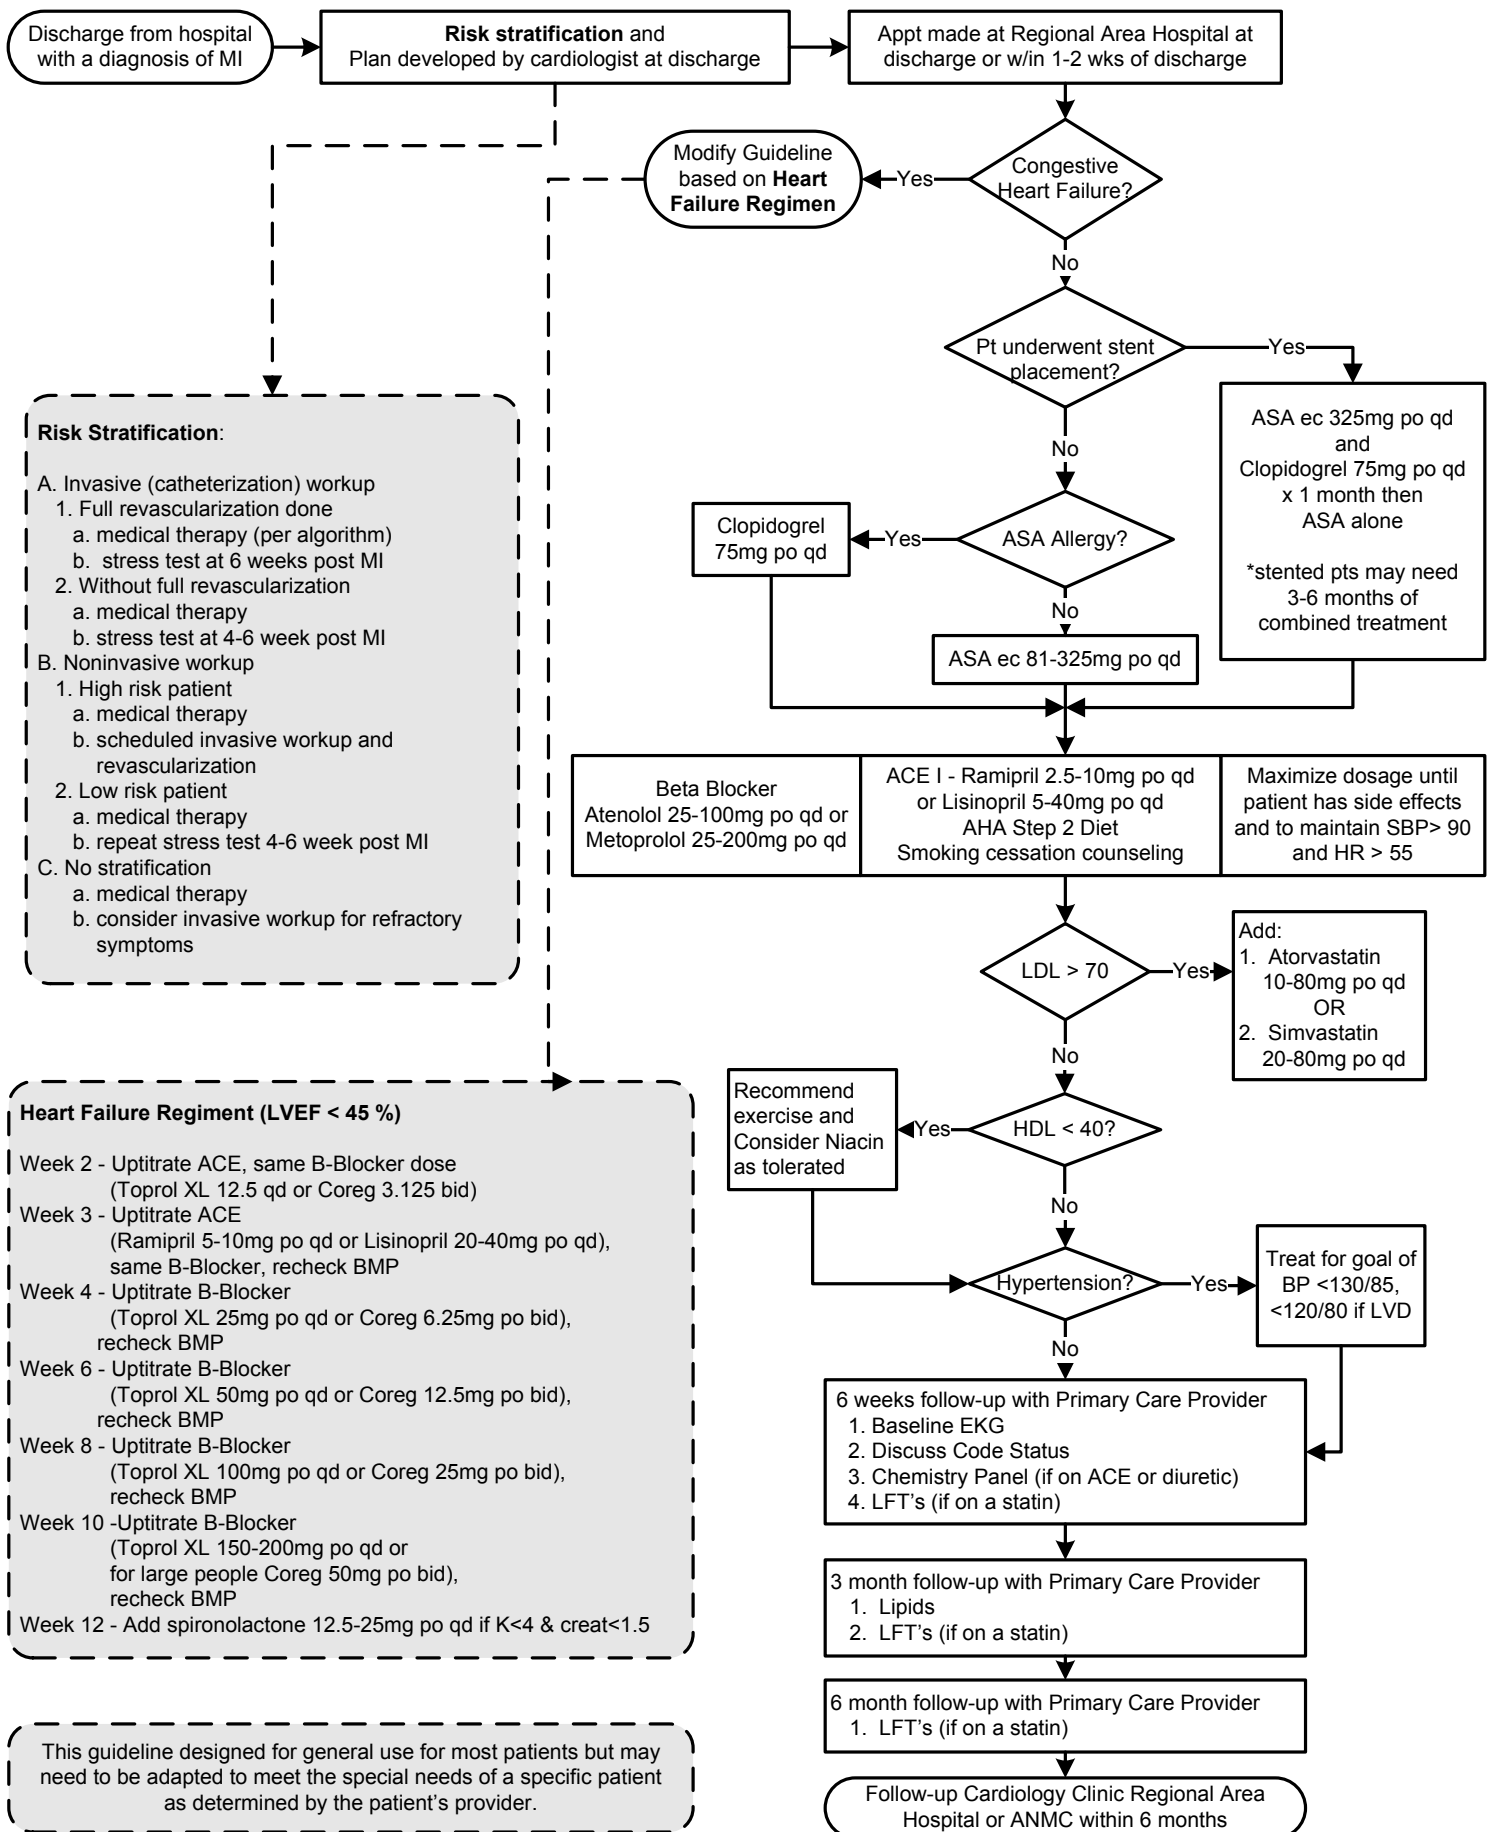 Discharge from hospital
with a diagnosis of MI
Risk stratification and
Plan developed by cardiologist at discharge
Appt made at Regional Area Hospital at
discharge or w/in 1-2 wks of discharge
Congestive
Heart Failure?
Yes
Modify Guideline
based on Heart
Failure Regimen
No
Pt underwent stent
placement?
Yes
ASA ec 325mg po qd
and
Clopidogrel 75mg po qd
x 1 month then
ASA alone
*stented pts may need
3-6 months of
combined treatment
No
ASA Allergy?
Yes
Clopidogrel
75mg po qd
No
ASA ec 81-325mg po qd
Beta Blocker
Atenolol 25-100mg po qd or
Metoprolol 25-200mg po qd
ACE I - Ramipril 2.5-10mg po qd
or Lisinopril 5-40mg po qd
AHA Step 2 Diet
Smoking cessation counseling
Maximize dosage until
patient has side effects
and to maintain SBP> 90
and HR > 55
LDL > 70
Yes
Add:
1. Atorvastatin
10-80mg po qd
OR
2. Simvastatin
20-80mg po qd
No
HDL < 40?
Yes
Recommend
exercise and
Consider Niacin
as tolerated
No
Hypertension?
Yes
Treat for goal of
BP <130/85,
<120/80 if LVD
No
6 weeks follow-up with Primary Care Provider
1. Baseline EKG
2. Discuss Code Status
3. Chemistry Panel (if on ACE or diuretic)
4. LFT's (if on a statin)
3 month follow-up with Primary Care Provider
1. Lipids
2. LFT's (if on a statin)
6 month follow-up with Primary Care Provider
1. LFT's (if on a statin)
Follow-up Cardiology Clinic Regional Area
Hospital or ANMC within 6 months
Risk Stratification:
A. Invasive (catheterization) workup
1. Full revascularization done
a. medical therapy (per algorithm)
b. stress test at 6 weeks post MI
2. Without full revascularization
a. medical therapy
b. stress test at 4-6 week post MI
B. Noninvasive workup
1. High risk patient
a. medical therapy
b. scheduled invasive workup and
revascularization
2. Low risk patient
a. medical therapy
b. repeat stress test 4-6 week post MI
C. No stratification
a. medical therapy
b. consider invasive workup for refractory
symptoms
Heart Failure Regiment (LVEF < 45 %)
Week 2 - Uptitrate ACE, same B-Blocker dose
(Toprol XL 12.5 qd or Coreg 3.125 bid)
Week 3 - Uptitrate ACE
(Ramipril 5-10mg po qd or Lisinopril 20-40mg po qd),
same B-Blocker, recheck BMP
Week 4 - Uptitrate B-Blocker
(Toprol XL 25mg po qd or Coreg 6.25mg po bid),
recheck BMP
Week 6 - Uptitrate B-Blocker
(Toprol XL 50mg po qd or Coreg 12.5mg po bid),
recheck BMP
Week 8 - Uptitrate B-Blocker
(Toprol XL 100mg po qd or Coreg 25mg po bid),
recheck BMP
Week 10 -Uptitrate B-Blocker
(Toprol XL 150-200mg po qd or
for large people Coreg 50mg po bid),
recheck BMP
Week 12 - Add spironolactone 12.5-25mg po qd if K<4 & creat<1.5
This guideline designed for general use for most patients but may
need to be adapted to meet the special needs of a specific patient
as determined by the patient's provider.